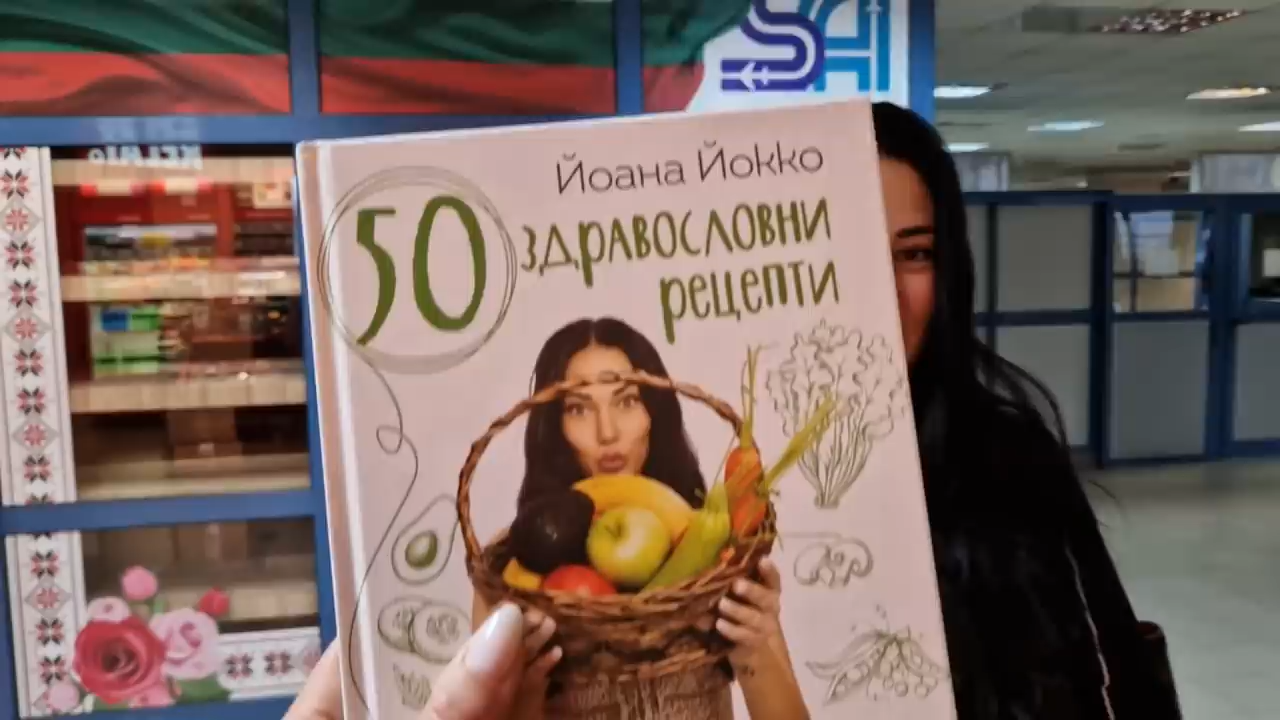 Йоана Йокко
50 здравословни
рецепти